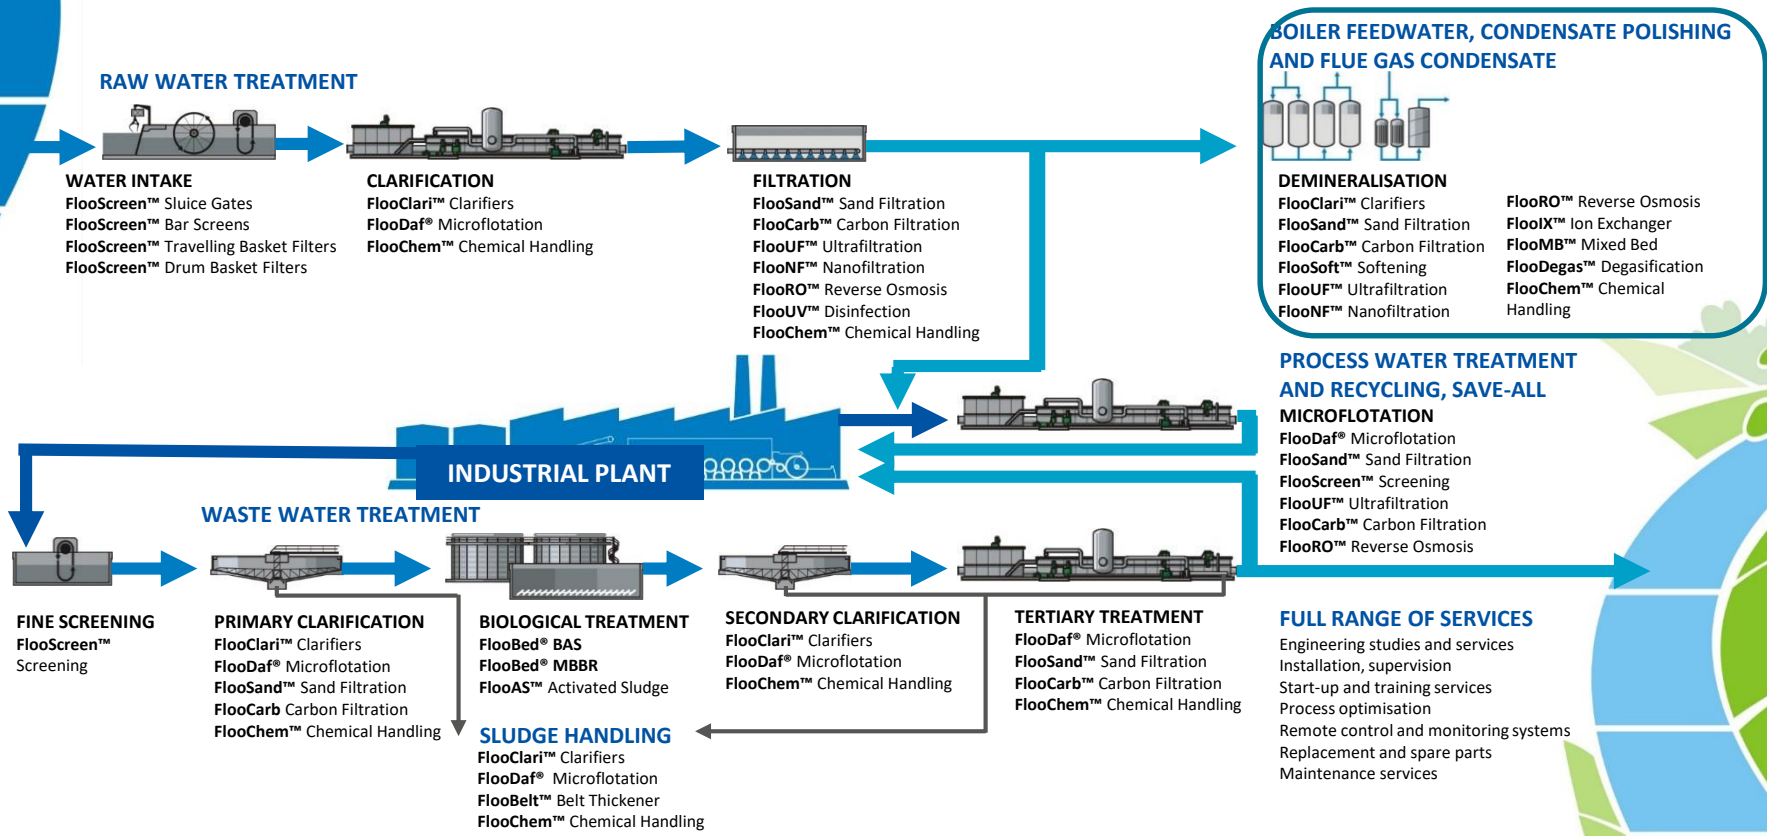 RAW WATER TREATMENT
WATER INTAKE
FlooScreen™ Sluice Gates
FlooScreen™ Bar Screens
FlooScreen™ Travelling Basket Filters
FlooScreen™ Drum Basket Filters
CLARIFICATION
FlooClari™ Clarifiers
FlooDaf® Microflotation
FlooChem™ Chemical Handling
FILTRATION
FlooSand™ Sand Filtration
FlooCarb™ Carbon Filtration
FlooUF™ Ultrafiltration
FlooNF™ Nanofiltration
FlooRO™ Reverse Osmosis
FlooUV™ Disinfection
FlooChem™ Chemical Handling
BOILER FEEDWATER, CONDENSATE POLISHING
AND FLUE GAS CONDENSATE
DEMINERALISATION
FlooClari™ Clarifiers
FlooSand™ Sand Filtration
FlooCarb™ Carbon Filtration
FlooSoft™ Softening
FlooUF™ Ultrafiltration
FlooNF™ Nanofiltration
FlooRO™ Reverse Osmosis
FlooIX™ Ion Exchanger
FlooMB™ Mixed Bed
FlooDegas™ Degasification
FlooChem™ Chemical
Handling
PROCESS WATER TREATMENT
AND RECYCLING, SAVE-ALL
MICROFLOTATION
FlooDaf® Microflotation
FlooSand™ Sand Filtration
FlooScreen™ Screening
FlooUF™ Ultrafiltration
FlooCarb™ Carbon Filtration
FlooRO™ Reverse Osmosis
INDUSTRIAL PLANT
WASTE WATER TREATMENT
FINE SCREENING
FlooScreen™
Screening
PRIMARY CLARIFICATION
FlooClari™ Clarifiers
FlooDaf® Microflotation
FlooSand™ Sand Filtration
FlooCarb Carbon Filtration
FlooChem™ Chemical Handling
BIOLOGICAL TREATMENT
FlooBed® BAS
FlooBed® MBBR
FlooAS™ Activated Sludge
SECONDARY CLARIFICATION
FlooClari™ Clarifiers
FlooDaf® Microflotation
FlooChem™ Chemical Handling
TERTIARY TREATMENT
FlooDaf® Microflotation
FlooSand™ Sand Filtration
FlooCarb™ Carbon Filtration
FlooChem™ Chemical Handling
SLUDGE HANDLING
FlooClari™ Clarifiers
FlooDaf® Microflotation
FlooBelt™ Belt Thickener
FlooChem™ Chemical Handling
FULL RANGE OF SERVICES
Engineering studies and services
Installation, supervision
Start-up and training services
Process optimisation
Remote control and monitoring systems
Replacement and spare parts
Maintenance services